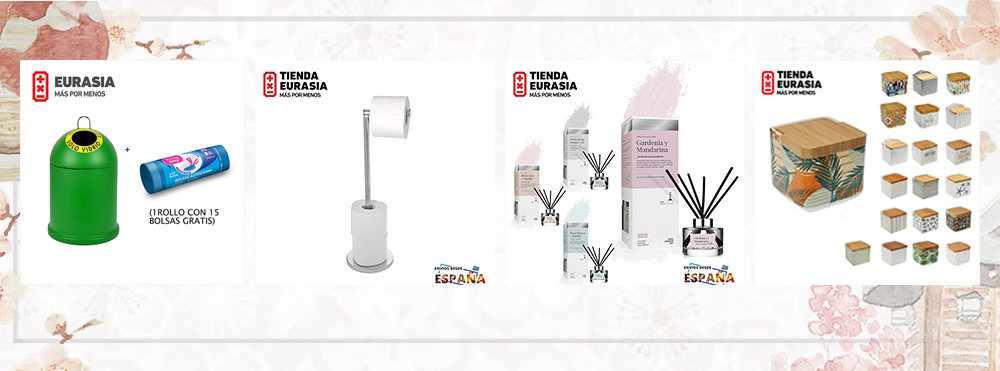 EURASIA
MÁS POR MENOS
SOLO VIDRIO
+
(1ROLLO CON 15
BOLSAS GRATIS)
TIENDA
EURASIA
MÁS POR MENOS
ENVIOS DESDE
ESPAÑA
TIENDA
EURASIA
MÁS POR MENOS
Gardenia y
Mandarina
ENVIOS DESDE
ESPAÑA
TIENDA
EURASIA
MÁS POR MENOS